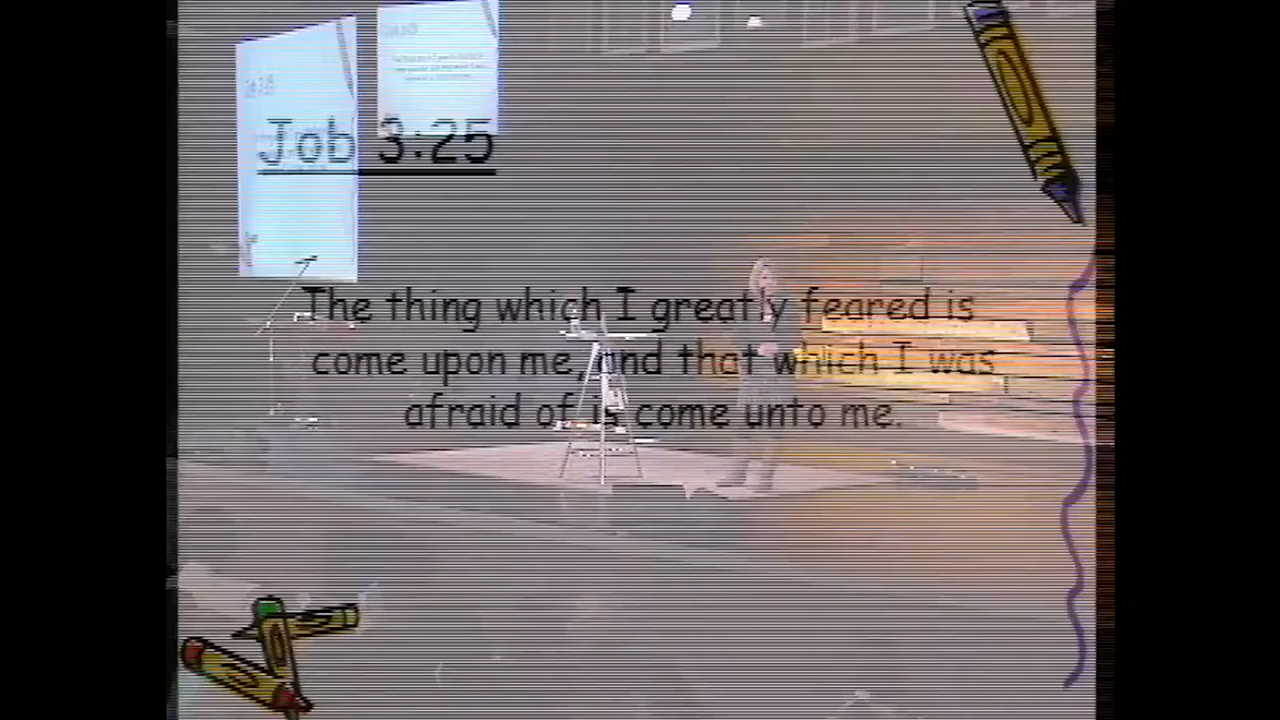 Job 3:25
The thing which I greatly feared is
come upon me, and that which I was
afraid of is come unto me.